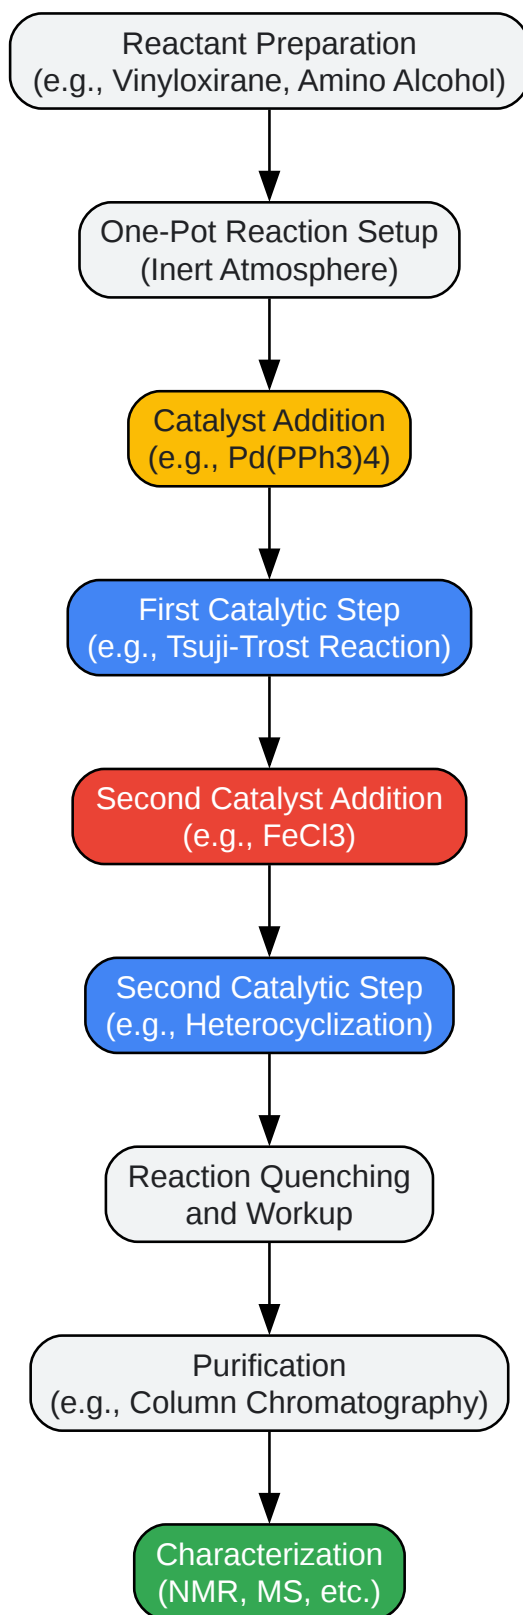 Reactant Preparation
(e.g., Vinyloxirane, Amino Alcohol)
One-Pot Reaction Setup
(Inert Atmosphere)
Catalyst Addition
(e.g., Pd(PPh3)4)
First Catalytic Step
(e.g., Tsuji-Trost Reaction)
Second Catalyst Addition
(e.g., FeCl3)
Second Catalytic Step
(e.g., Heterocyclization)
Reaction Quenching
and Workup
Purification
(e.g., Column Chromatography)
Characterization
(NMR, MS, etc.)